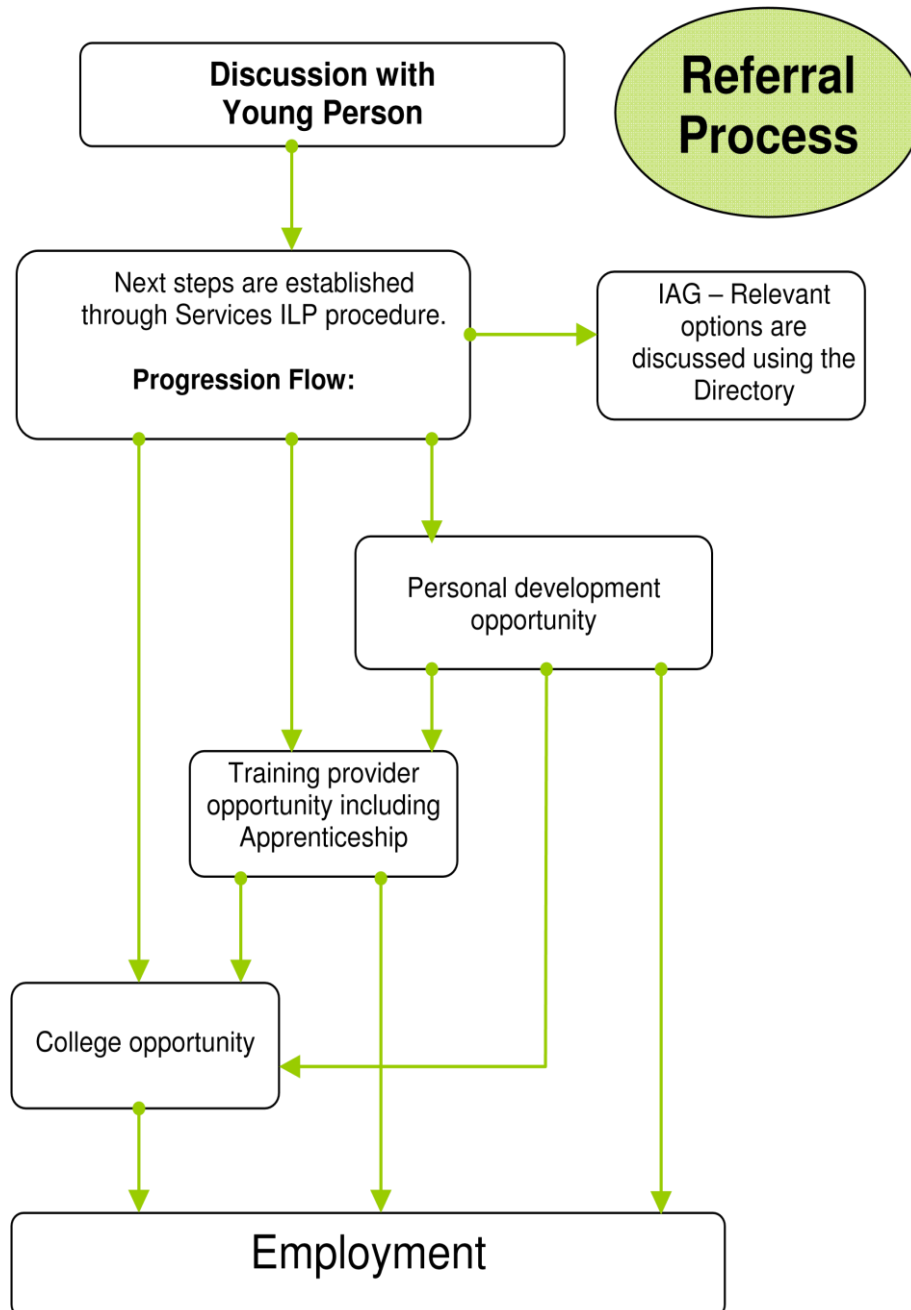 Discussion with
Young Person
Referral
Process
Next steps are established
through Services ILP procedure.
Progression Flow:
IAG – Relevant
options are
discussed using the
Directory
Personal development
opportunity
Training provider
opportunity including
Apprenticeship
College opportunity
Employment